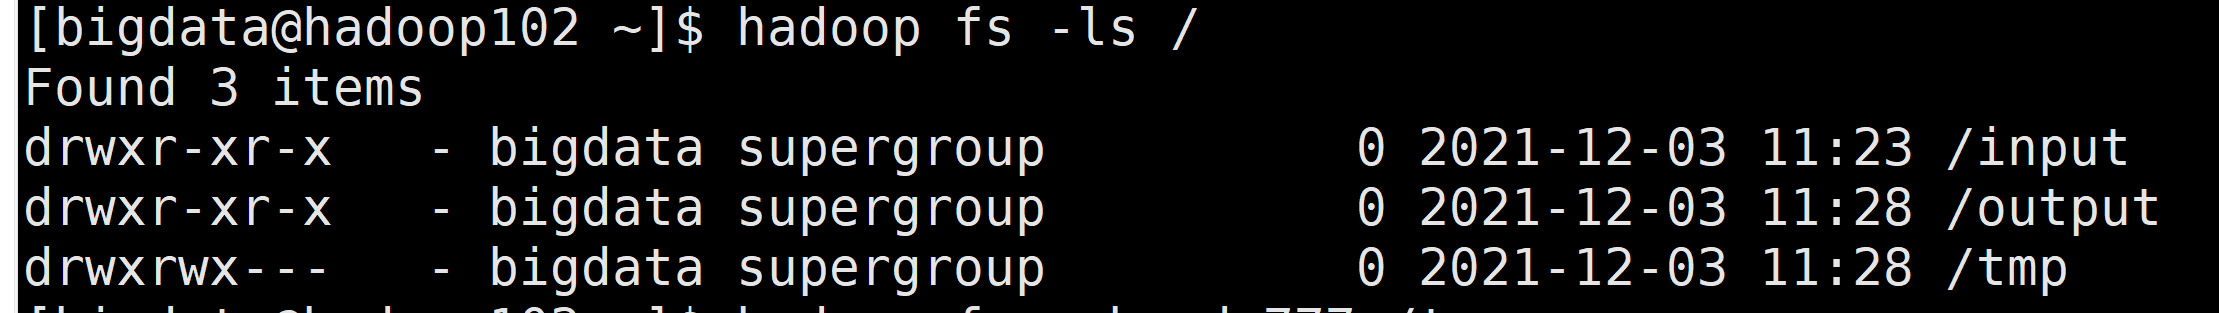 [bigdata@hadoop102 ~]$ hadoop fs -ls /
Found 3 items
drwxr-xr-x   - bigdata supergroup          0 2021-12-03 11:23 /input
drwxr-xr-x   - bigdata supergroup          0 2021-12-03 11:28 /output
drwxrwx---   - bigdata supergroup          0 2021-12-03 11:28 /tmp